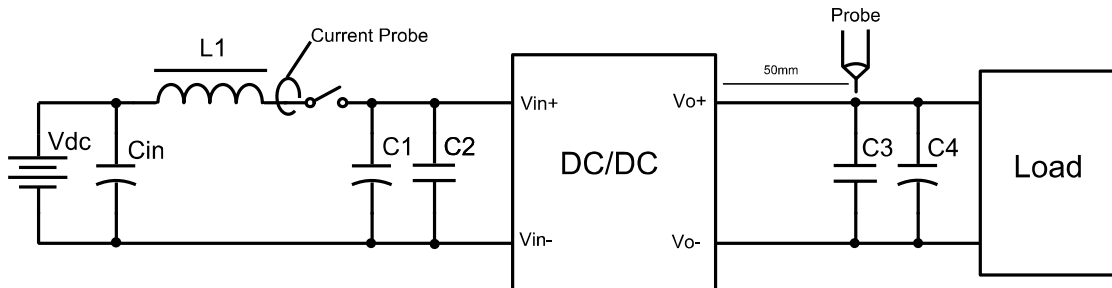 Probe
Current Probe
L1
50mm
Vin+
Vo+
Vdc
Cin
C1
C2
DC/DC
C3
C4
Load
Vin-
Vo-